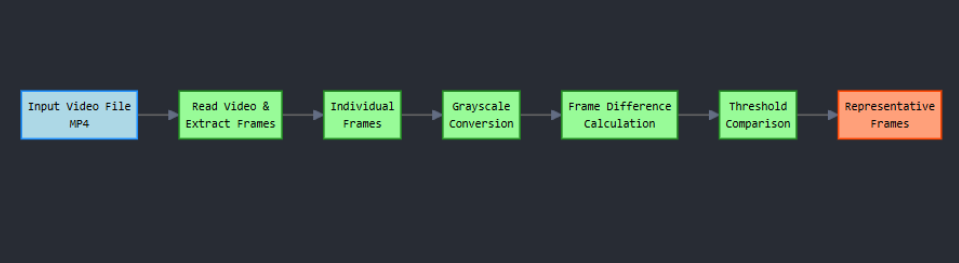 Input Video File
MP4
Read Video &
Extract Frames
Individual
Frames
Grayscale
Conversion
Frame Difference
Calculation
Threshold
Comparison
Representative
Frames